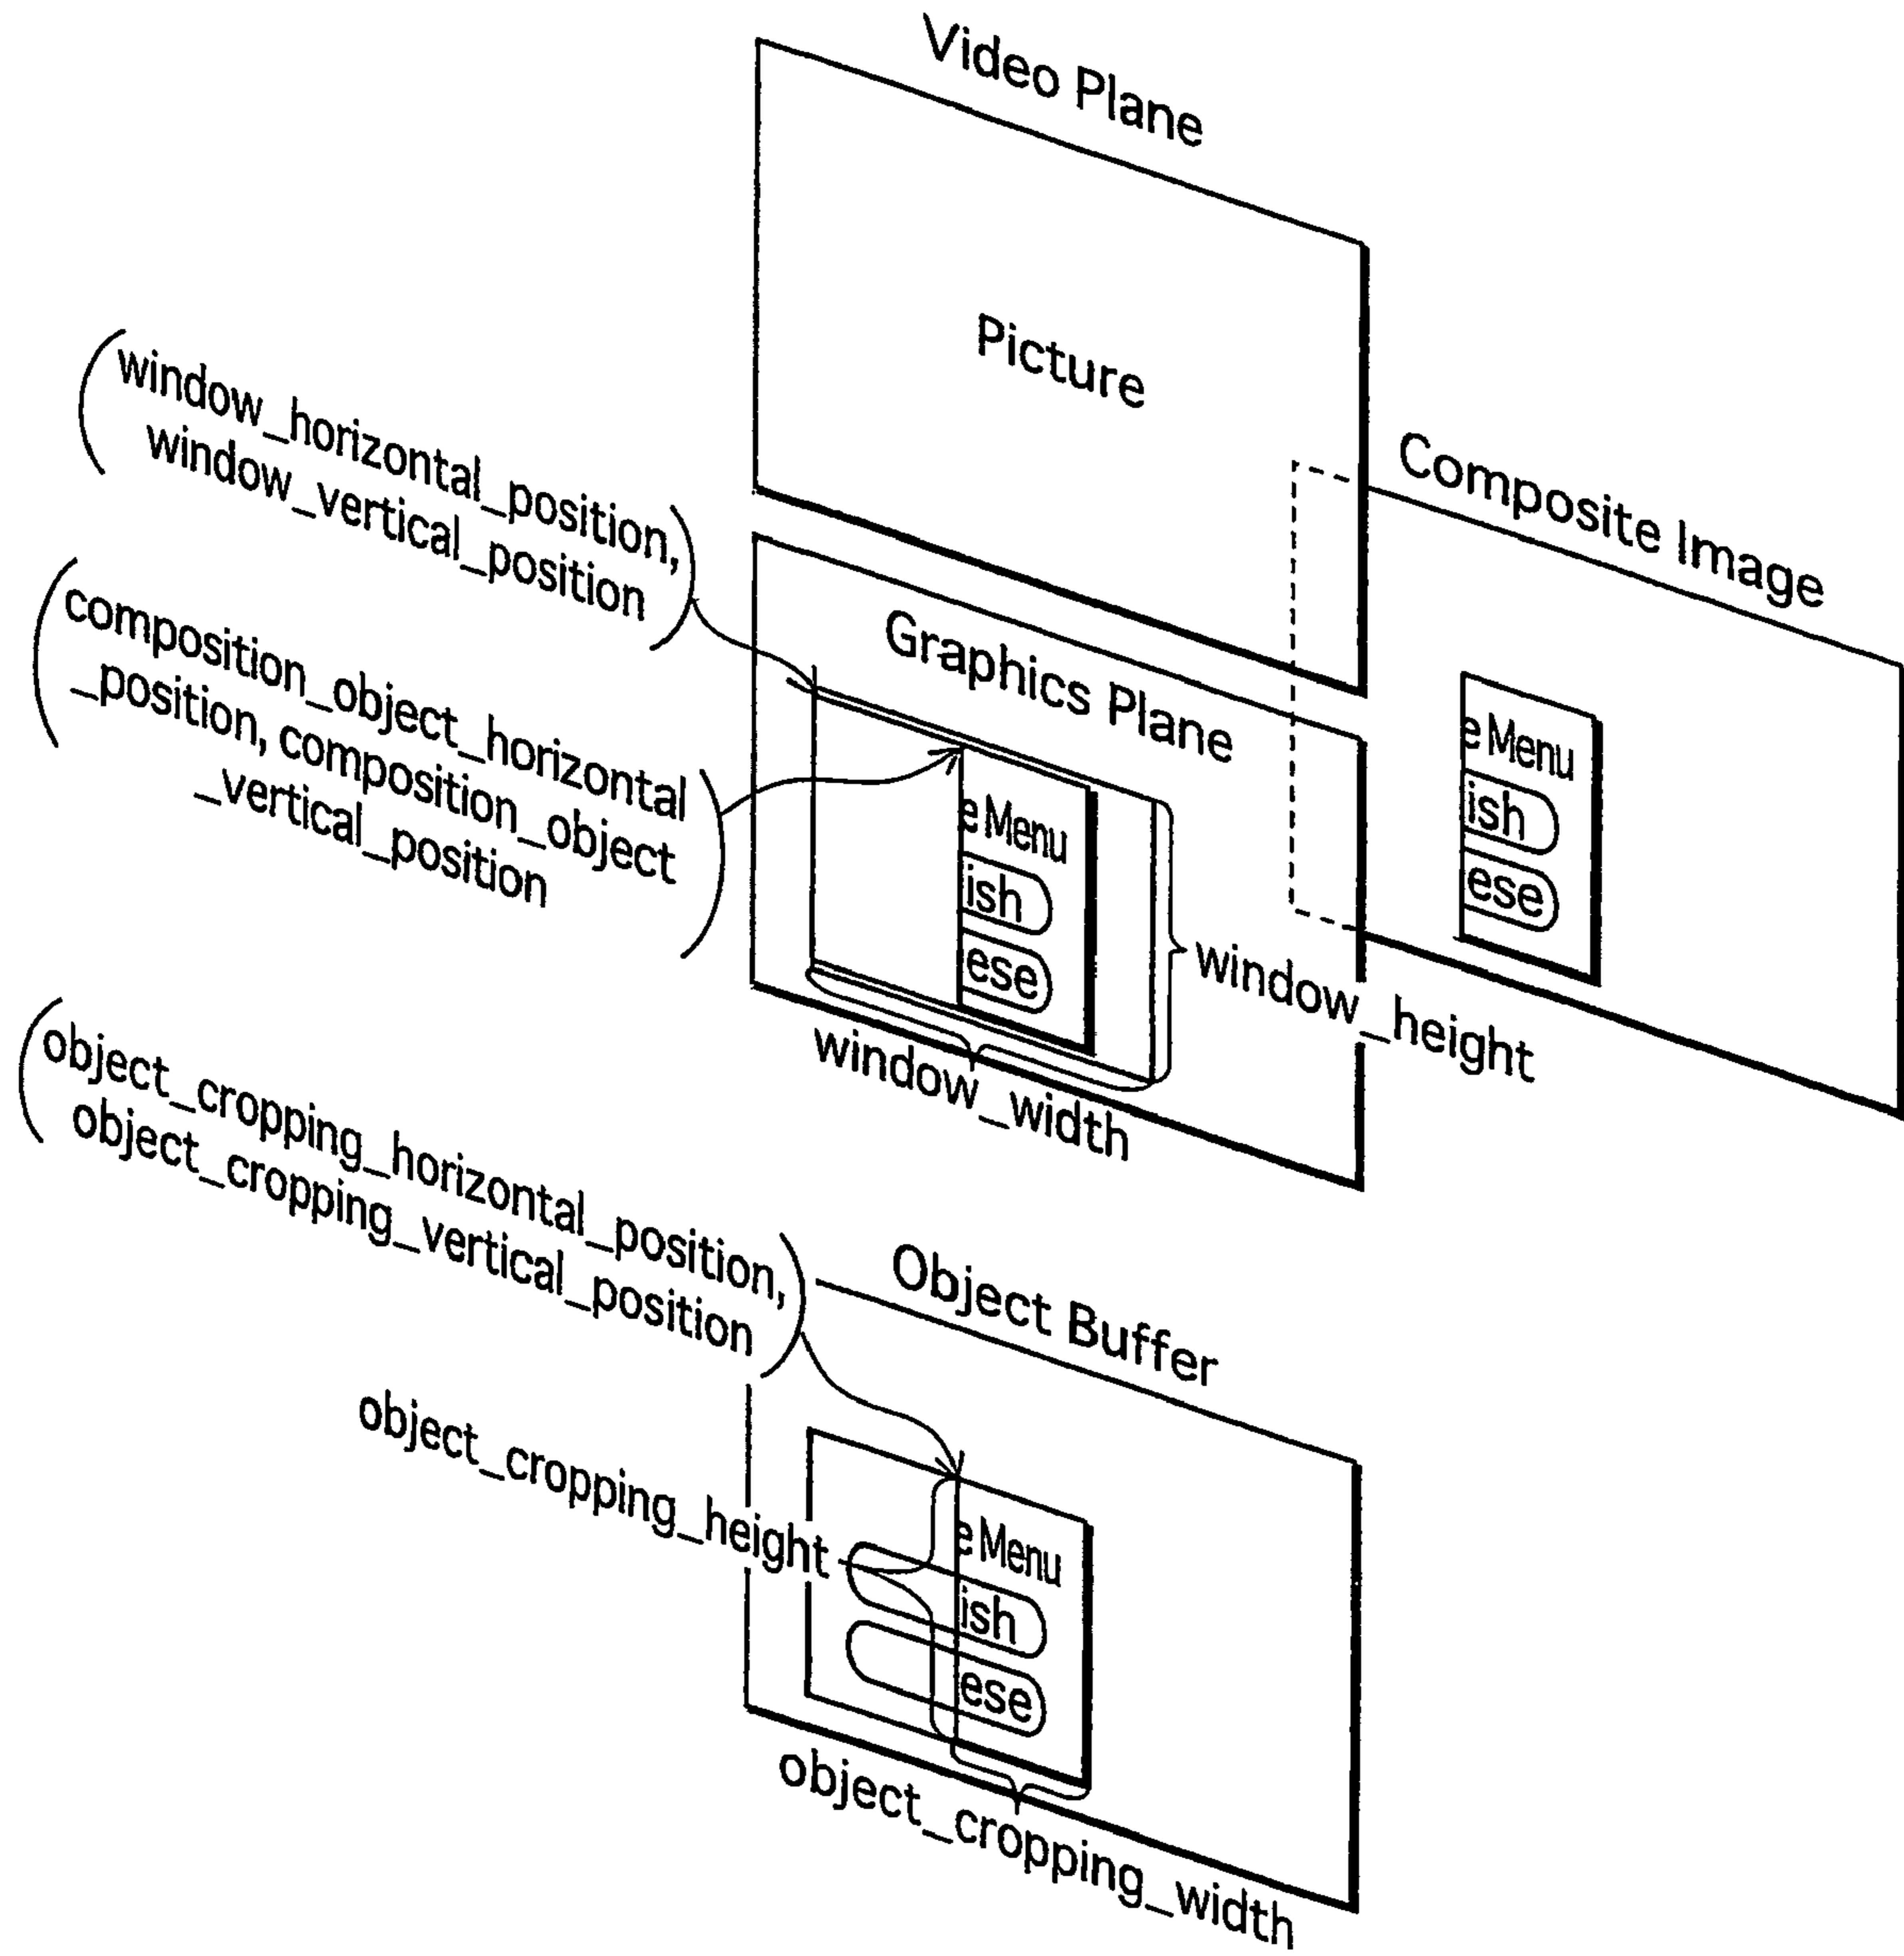 Video Plane
Picture
(window_horizontal_position,
window_vertical_position)
Composite Image
(composition_object_horizontal
_position, composition_object
_vertical_position)
Graphics Plane
e Menu
ish
ese
e Menu
ish
ese
window_height
window_width
(object_cropping_horizontal_position,
object_cropping_vertical_position)
Object Buffer
object_cropping_height
e Menu
ish
ese
object_cropping_width